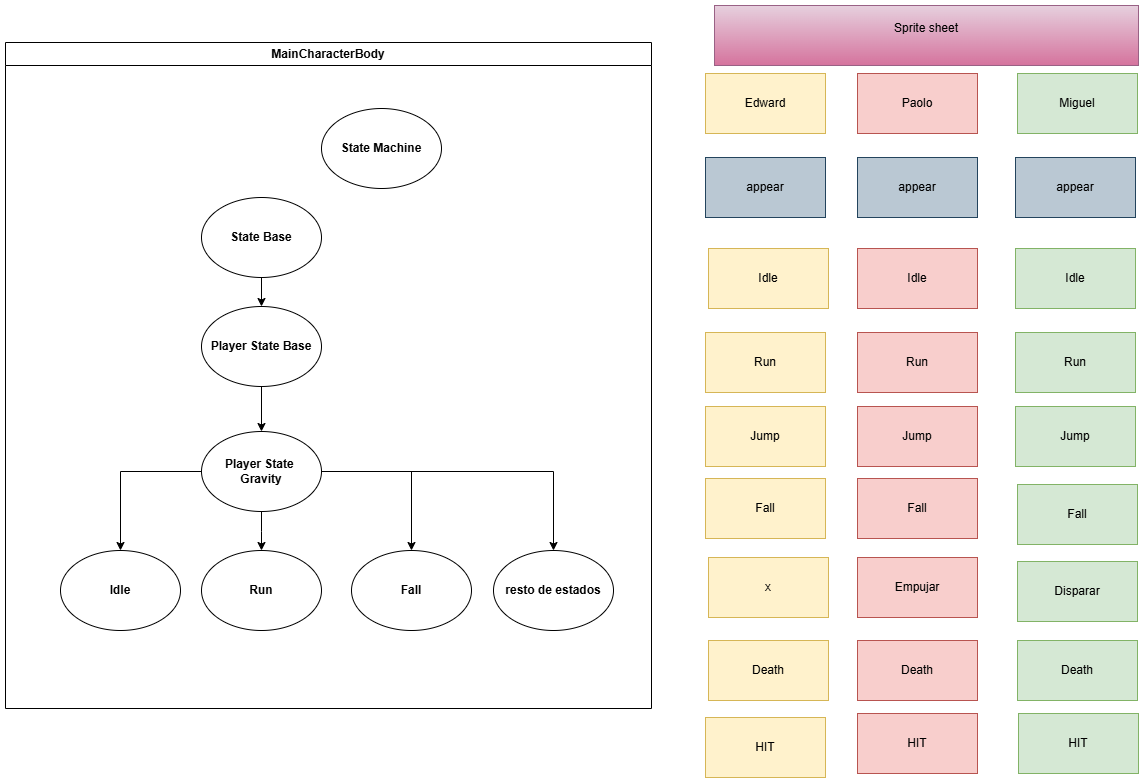 MainCharacterBody
State Machine
State Base
Player State Base
Player State
Gravity
Idle
Run
Fall
resto de estados
Sprite sheet
Edward
Paolo
Miguel
appear
appear
appear
Idle
Idle
Idle
Run
Run
Run
Jump
Jump
Jump
Fall
Fall
Fall
x
Empujar
Disparar
Death
Death
Death
HIT
HIT
HIT